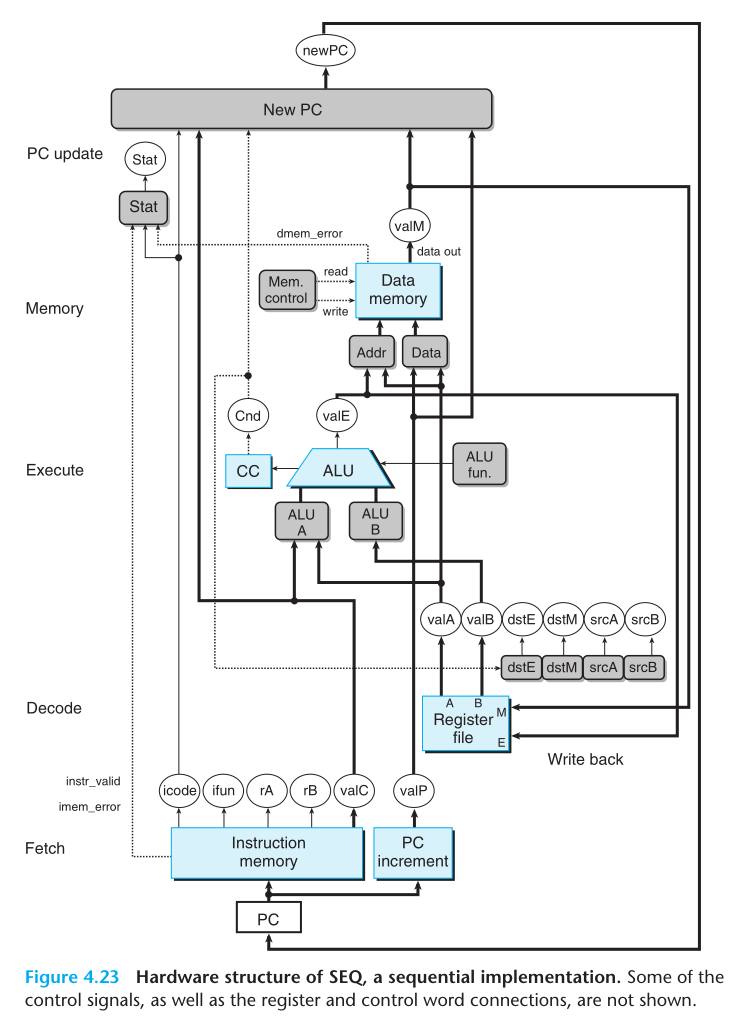 newPC
New PC
PC update
Stat
Stat
valM
dmem_error
data out
Mem.
control
read
write
Data
memory
Memory
Addr
Data
Cnd
valE
Execute
CC
ALU
ALU
fun.
ALU
A
ALU
B
valA
valB
dstE
dstM
srcA
srcB
dstE
dstM
srcA
srcB
Decode
A
B
M
Register
file
E
Write back
instr_valid
imem_error
icode
ifun
rA
rB
valC
valP
Fetch
Instruction
memory
PC
increment
PC
Figure 4.23 Hardware structure of SEQ, a sequential implementation. Some of the
control signals, as well as the register and control word connections, are not shown.